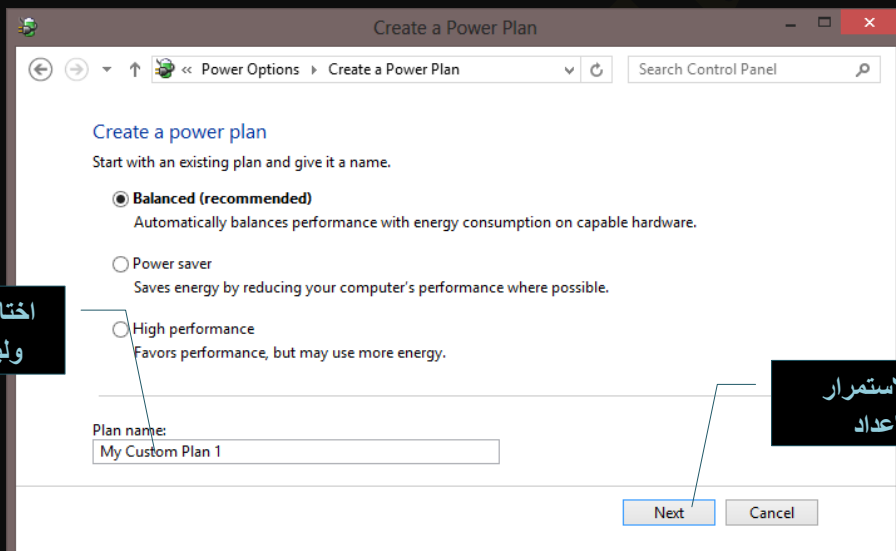 Create a Power Plan
« Power Options Create a Power Plan
Search Control Panel
Create a power plan
Start with an existing plan and give it a name.
Balanced (recommended)
Automatically balances performance with energy consumption on capable hardware.
Power saver
Saves energy by reducing your computer's performance where possible.
High performance
Favors performance, but may use more energy.
Plan name:
My Custom Plan 1
Next Cancel